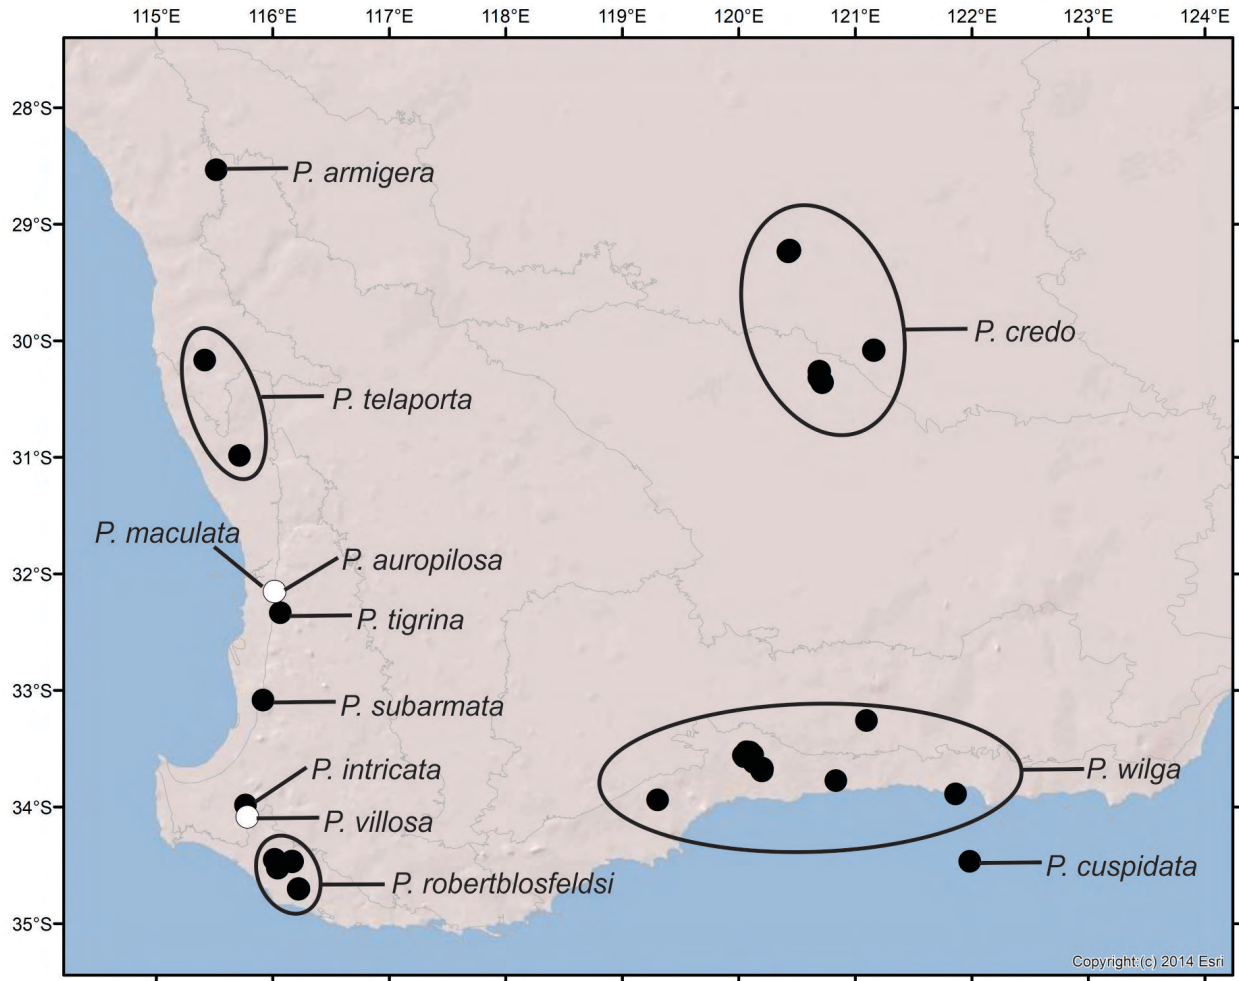 115°E 116°E 117°E 118°E 119°E 120°E 121°E 122°E 123°E 124°E
28°S
P. armigera
29°S
30°S
P. credo
P. telaporta
31°S
P. maculata
P. auropilosa
32°S
P. tigrina
33°S
P. subarmata
P. intricata
P. wilga
34°S
P. villosa
P. cuspidata
P. robertblosfeldsi
35°S
Copyright:(c) 2014 Esri